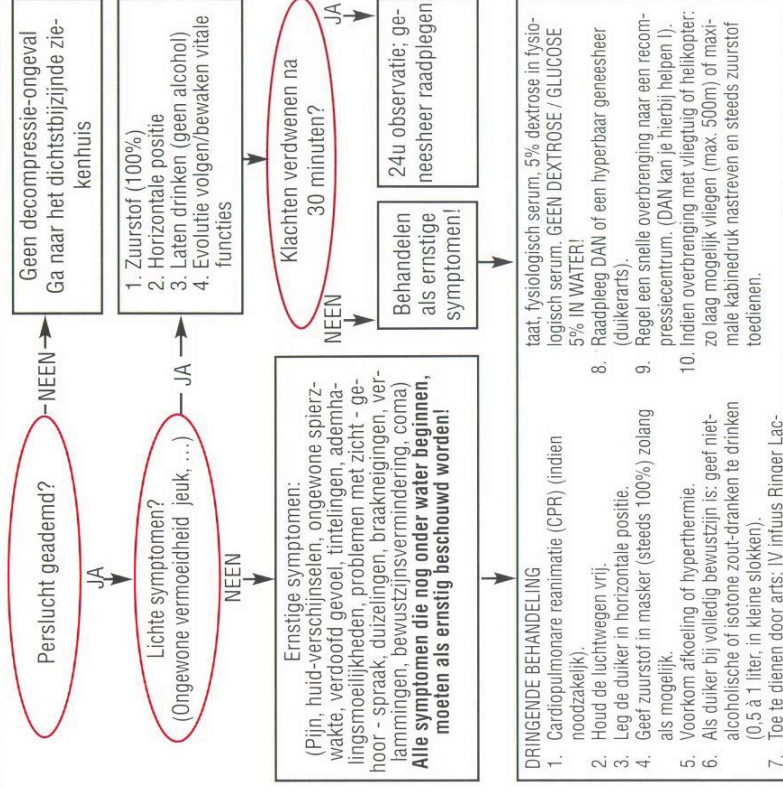 Perslucht geademd?
NEEN
Geen decompressie-ongeval
Ga naar het dichtstbijzijnde zie-
kenhuis
JA
Lichte symptomen?
(Ongewone vermoeidheid jeuk, …)
JA
1. Zuurstof (100%)
2. Horizontale positie
3. Laten drinken (geen alcohol)
4. Evolutie volgen/bewaken vitale
functies
NEEN
Klachten verdwenen na
30 minuten?
JA
24u observatie; ge-
neesheer raadplegen
NEEN
Behandelen
als ernstige
symptomen!
Ernstige symptomen:
(Pijn, huid-verschijnselen, ongewone spierz-
wakte, verdoofd gevoel, tintelingen, ademha-
lingsmoeilijkheden, problemen met zicht - ge-
hoor - spraak, duizelingen, braakneigingen, ver-
lammingen, bewustzijnsvermindering, coma)
Alle symptomen die nog onder water beginnen,
moeten als ernstig beschouwd worden!
DRINGENDE BEHANDELING
1. Cardiopulmonare reanimatie (CPR) (indien
noodzakelijk).
2. Houd de luchtwegen vrij.
3. Leg de duiker in horizontale positie.
4. Geef zuurstof in masker (steeds 100%) zolang
als mogelijk.
5. Voorkom afkoeling of hyperthermie.
6. Als duiker bij volledig bewustzijn is: geef niet-
alcoholische of isotone zout-dranken te drinken
(0,5 à 1 liter, in kleine slokken).
7. Toe te dienen door arts: IV infuus Ringer Lac-
taat, fysiologisch serum, 5% dextrose in fysio-
logisch serum. GEEN DEXTROSE / GLUCOSE
5% IN WATER!
8. Raadpleeg DAN of een hyperbaar geneesheer
(duikerarts).
9. Regel een snelle overbrenging naar een recom-
pressiecentrum. (DAN kan je hierbij helpen !).
10. Indien overbrenging met vliegtuig of helikopter:
zo laag mogelijk vliegen (max. 500m) of maxi-
male kabinedruk nastreven en steeds zuurstof
toedienen.